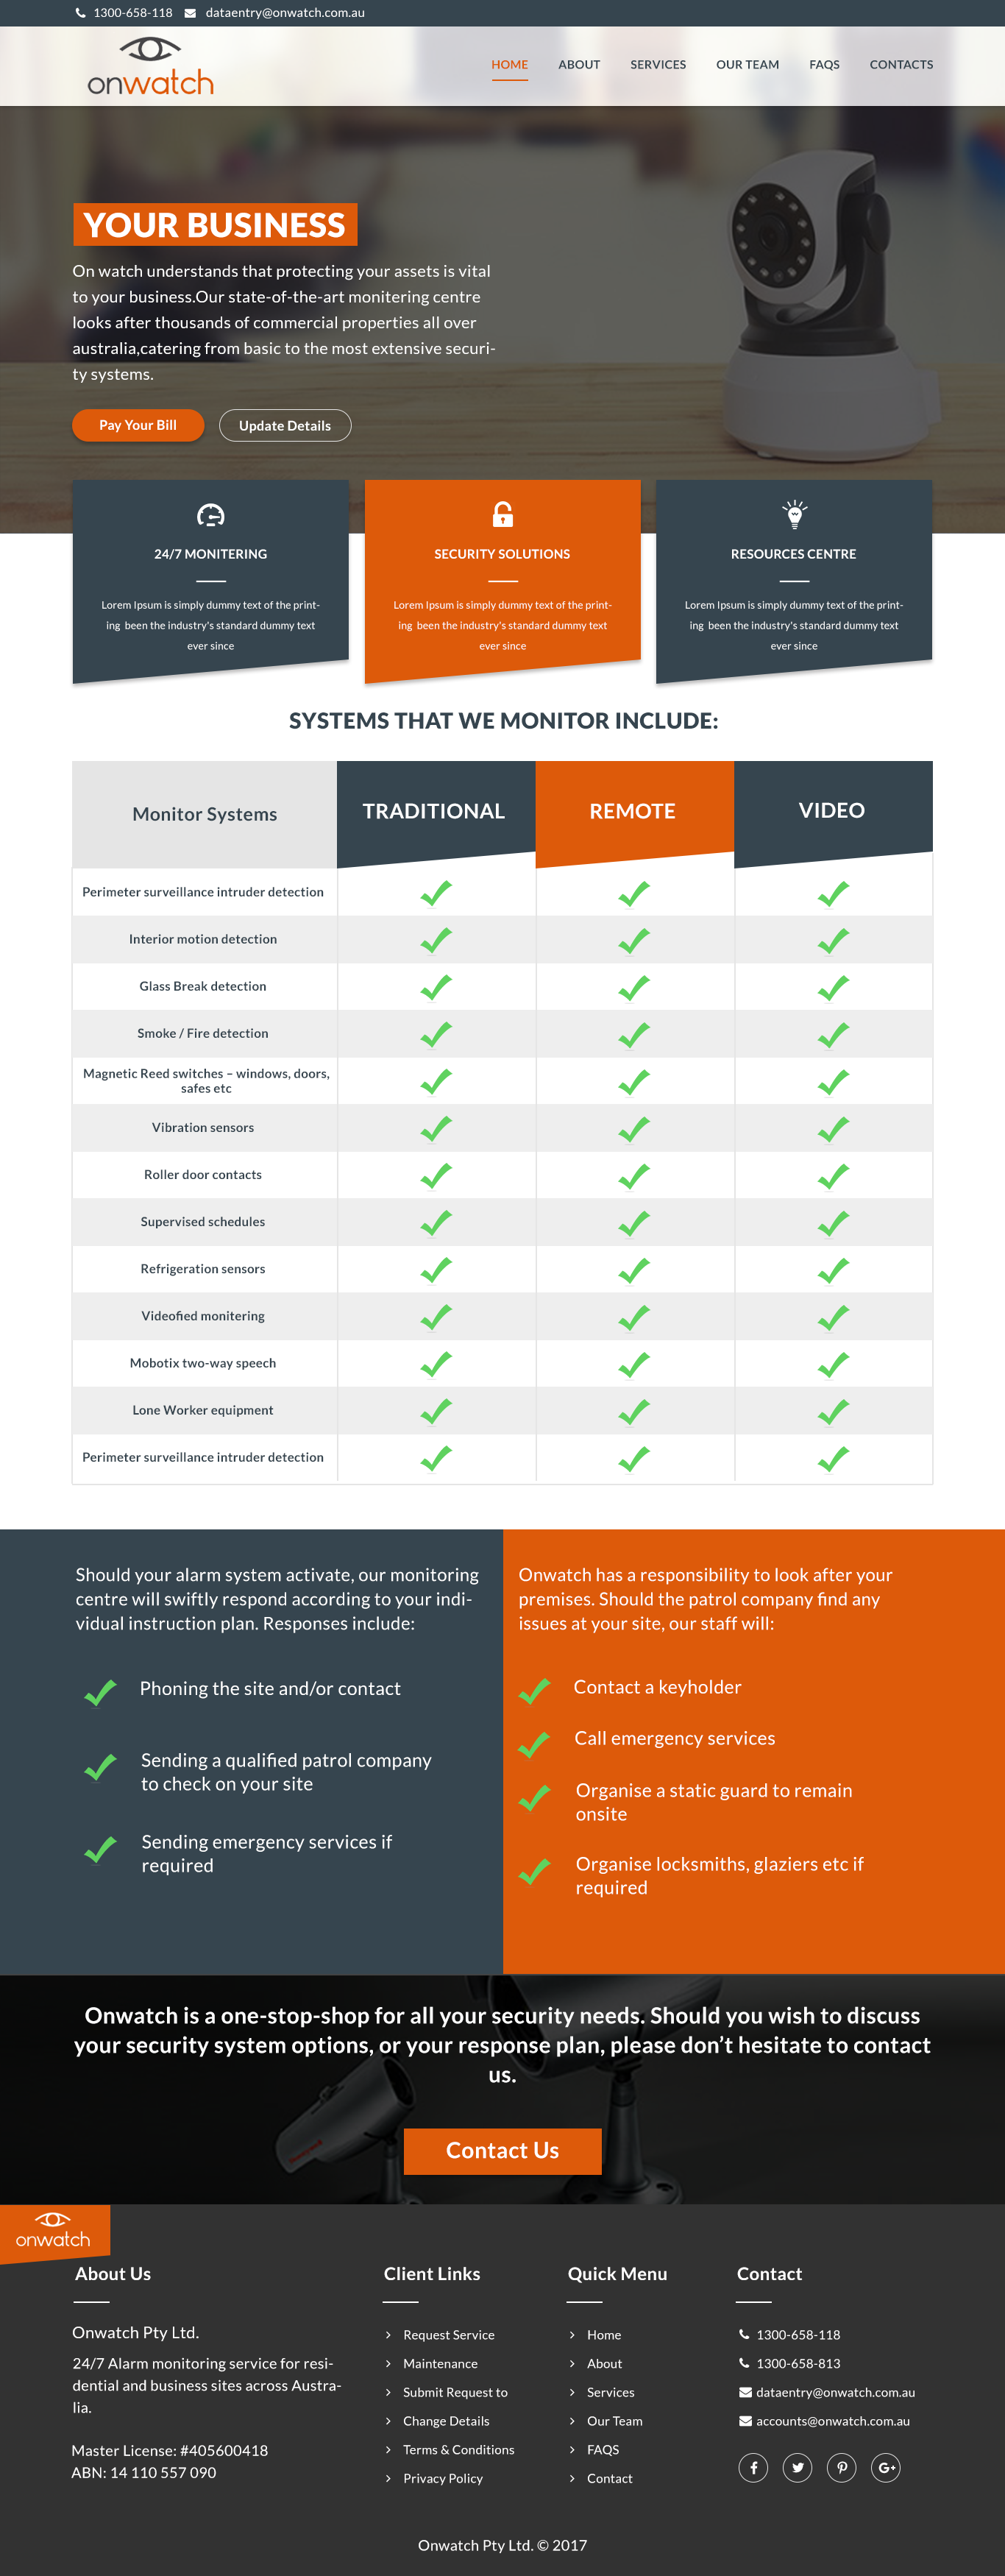 1300-658-118 dataentry@onwatch.com.au
onwatch
HOME ABOUT SERVICES OUR TEAM FAQS CONTACTS
YOUR BUSINESS
On watch understands that protecting your assets is vital
to your business.Our state-of-the-art monitering centre
looks after thousands of commercial properties all over
australia,catering from basic to the most extensive securi-
ty systems.
Pay Your Bill Update Details
24/7 MONITERING
Lorem Ipsum is simply dummy text of the print-
ing been the industry's standard dummy text
ever since
SECURITY SOLUTIONS
Lorem Ipsum is simply dummy text of the print-
ing been the industry's standard dummy text
ever since
RESOURCES CENTRE
Lorem Ipsum is simply dummy text of the print-
ing been the industry's standard dummy text
ever since
SYSTEMS THAT WE MONITOR INCLUDE:
Monitor Systems TRADITIONAL REMOTE VIDEO
Perimeter surveillance intruder detection
Interior motion detection
Glass Break detection
Smoke / Fire detection
Magnetic Reed switches – windows, doors,
safes etc
Vibration sensors
Roller door contacts
Supervised schedules
Refrigeration sensors
Videofied monitering
Mobotix two-way speech
Lone Worker equipment
Perimeter surveillance intruder detection
Should your alarm system activate, our monitoring
centre will swiftly respond according to your indi-
vidual instruction plan. Responses include:
Phoning the site and/or contact
Sending a qualified patrol company
to check on your site
Sending emergency services if
required
Onwatch has a responsibility to look after your
premises. Should the patrol company find any
issues at your site, our staff will:
Contact a keyholder
Call emergency services
Organise a static guard to remain
onsite
Organise locksmiths, glaziers etc if
required
Onwatch is a one-stop-shop for all your security needs. Should you wish to discuss
your security system options, or your response plan, please don’t hesitate to contact
us.
Contact Us
onwatch
About Us
Onwatch Pty Ltd.
24/7 Alarm monitoring service for resi-
dential and business sites across Austra-
lia.
Master License: #405600418
ABN: 14 110 557 090
Client Links
Request Service
Maintenance
Submit Request to
Change Details
Terms & Conditions
Privacy Policy
Quick Menu
Home
About
Services
Our Team
FAQS
Contact
Contact
1300-658-118
1300-658-813
dataentry@onwatch.com.au
accounts@onwatch.com.au
Onwatch Pty Ltd. © 2017